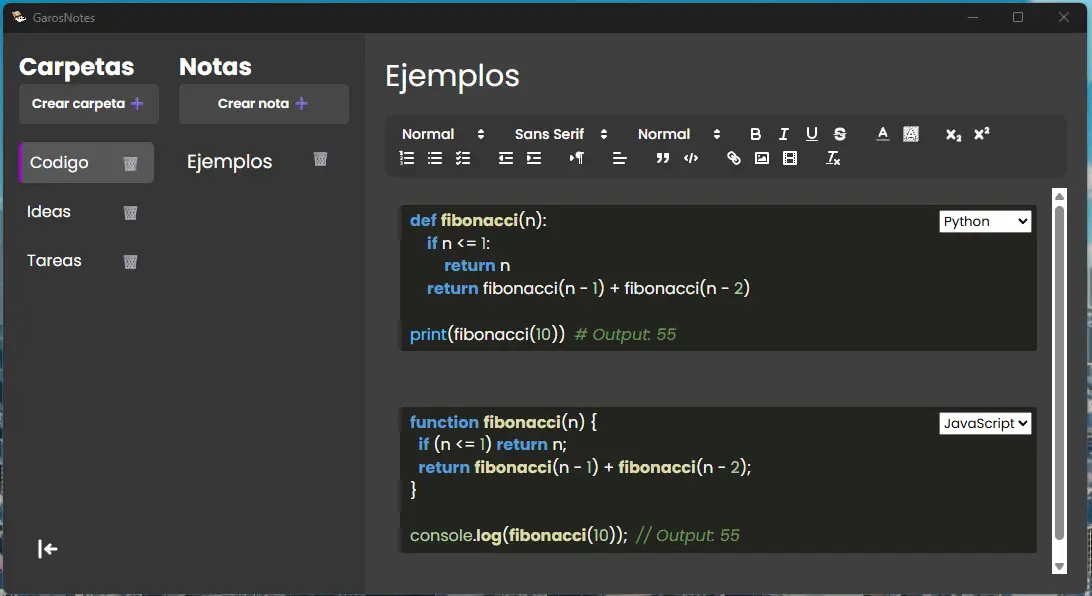 GarosNotes
Carpetas
Crear carpeta +
Codigo
Ideas
Tareas
Notas
Crear nota +
Ejemplos
Ejemplos
Normal Sans Serif Normal B I U S A A X₂ X²
def fibonacci(n):
    if n <= 1:
        return n
    return fibonacci(n - 1) + fibonacci(n - 2)
print(fibonacci(10))  # Output: 55
Python
function fibonacci(n) {
  if (n <= 1) return n;
  return fibonacci(n - 1) + fibonacci(n - 2);
}
console.log(fibonacci(10));  // Output: 55
JavaScript